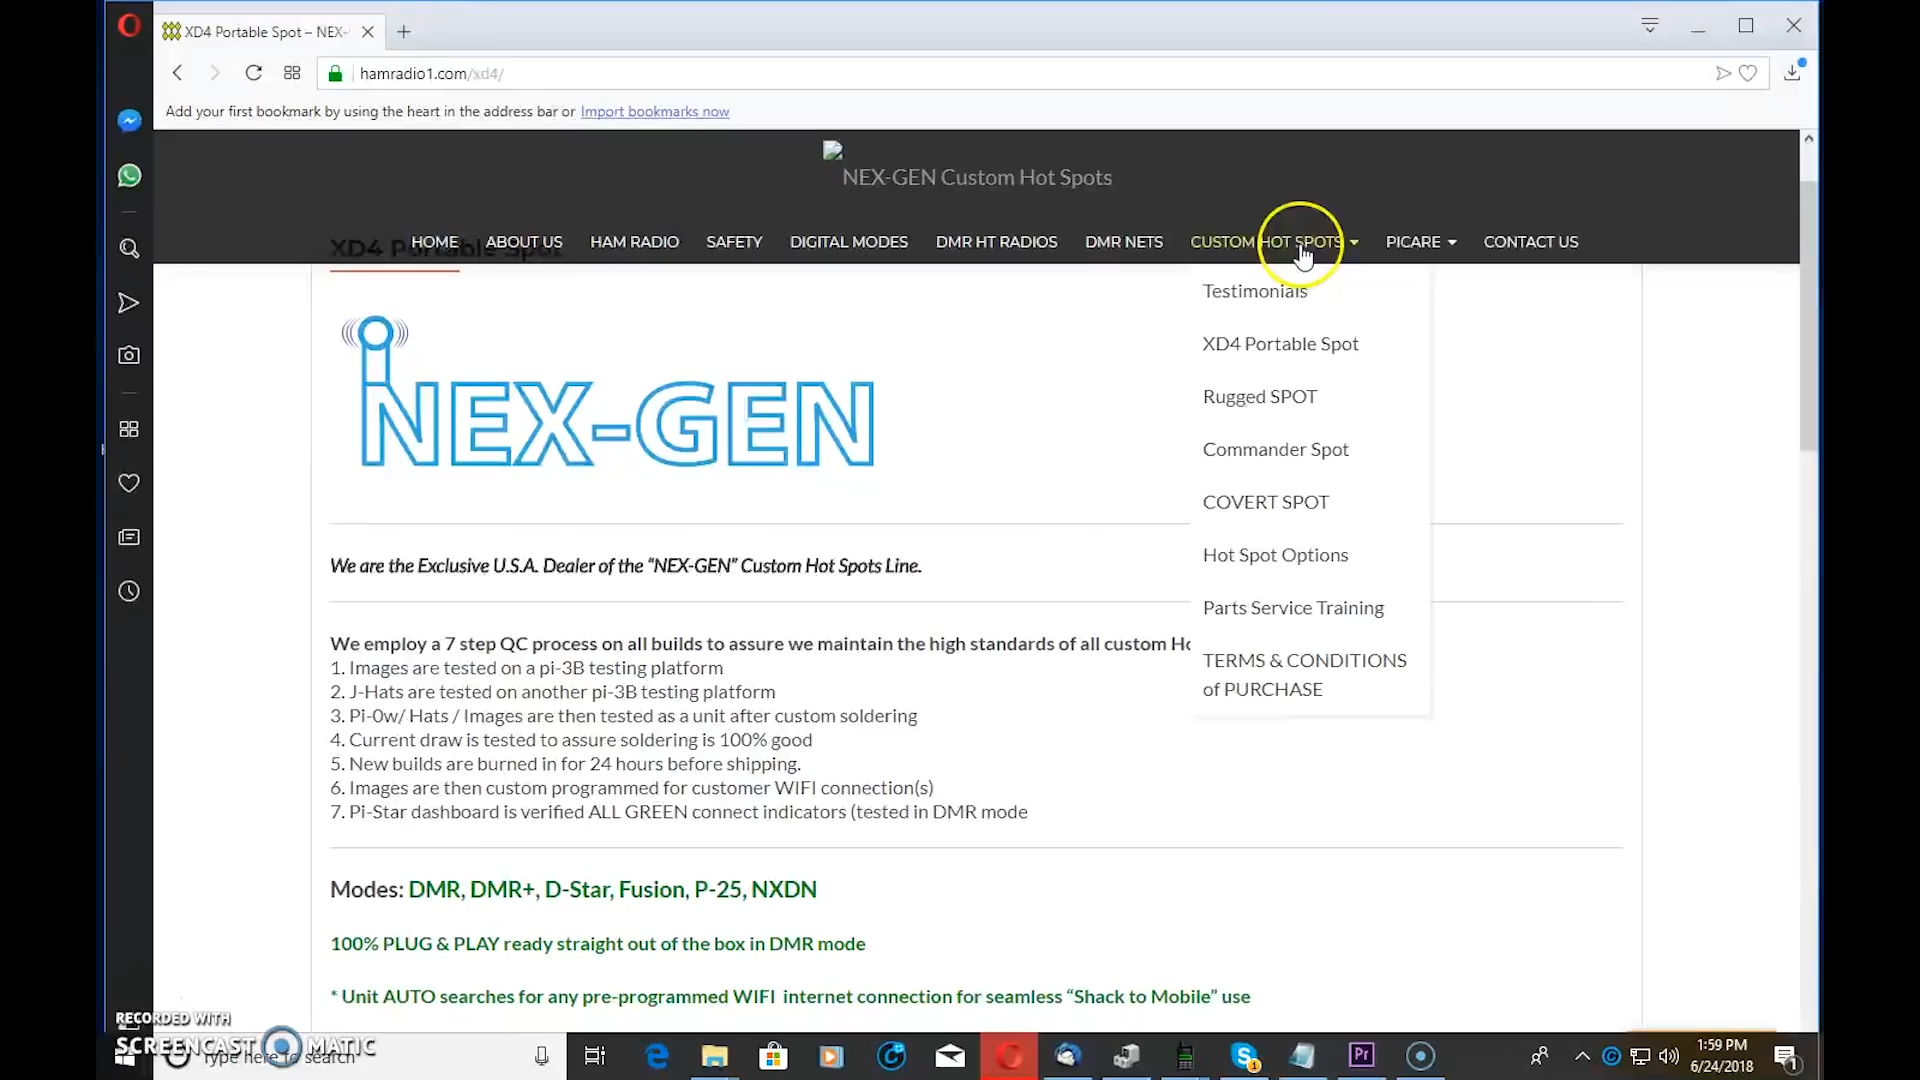 XD4 Portable Spot – NEX-
hamradio1.com/xd4/
Add your first bookmark by using the heart in the address bar or Import bookmarks now
NEX-GEN Custom Hot Spots
HOME ABOUT US HAM RADIO SAFETY DIGITAL MODES DMR HT RADIOS DMR NETS CUSTOM HOT SPOTS PICARE CONTACT US
XD4 Portable Spot
Testimonials
XD4 Portable Spot
Rugged SPOT
Commander Spot
COVERT SPOT
Hot Spot Options
Parts Service Training
TERMS & CONDITIONS
of PURCHASE
NEX-GEN
We are the Exclusive U.S.A. Dealer of the “NEX-GEN” Custom Hot Spots Line.
We employ a 7 step QC process on all builds to assure we maintain the high standards of all custom Ho
1. Images are tested on a pi-3B testing platform
2. J-Hats are tested on another pi-3B testing platform
3. Pi-0w/ Hats / Images are then tested as a unit after custom soldering
4. Current draw is tested to assure soldering is 100% good
5. New builds are burned in for 24 hours before shipping.
6. Images are then custom programmed for customer WIFI connection(s)
7. Pi-Star dashboard is verified ALL GREEN connect indicators (tested in DMR mode
Modes: DMR, DMR+, D-Star, Fusion, P-25, NXDN
100% PLUG & PLAY ready straight out of the box in DMR mode
* Unit AUTO searches for any pre-programmed WIFI internet connection for seamless “Shack to Mobile” use
RECORDED WITH
SCREENCAST MATIC
Type here to search
Pr
1
1:59 PM
6/24/2018
1